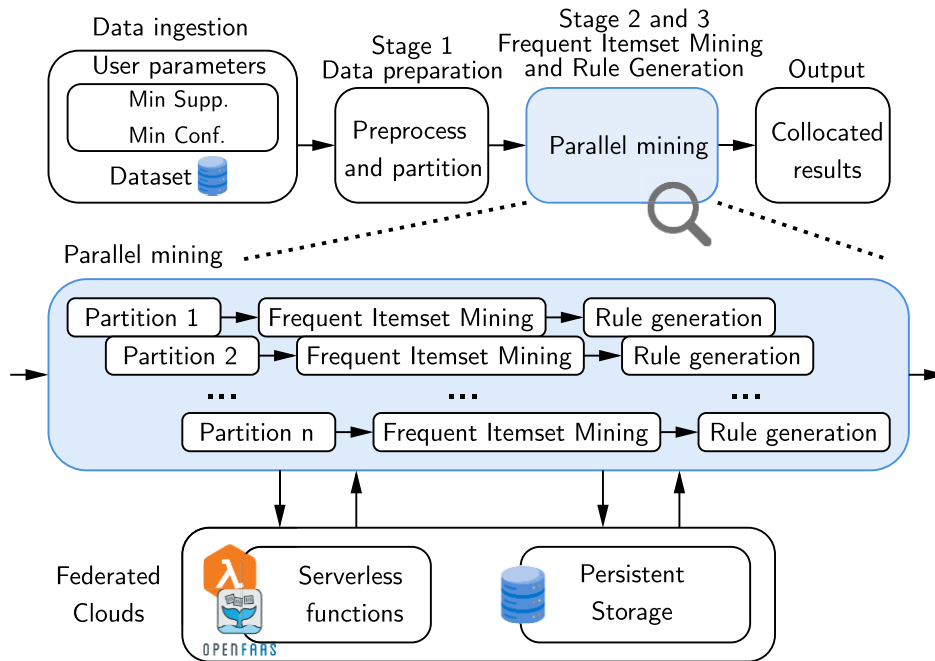 Data ingestion
User parameters
Min Supp.
Min Conf.
Dataset
Stage 1
Data preparation
Preprocess
and partition
Stage 2 and 3
Frequent Itemset Mining
and Rule Generation
Parallel mining
Output
Collocated
results
Parallel mining
Partition 1
Frequent Itemset Mining
Rule generation
Partition 2
Frequent Itemset Mining
Rule generation
...
...
...
Partition n
Frequent Itemset Mining
Rule generation
Federated
Clouds
λ
OPENFAAS
Serverless
functions
Persistent
Storage